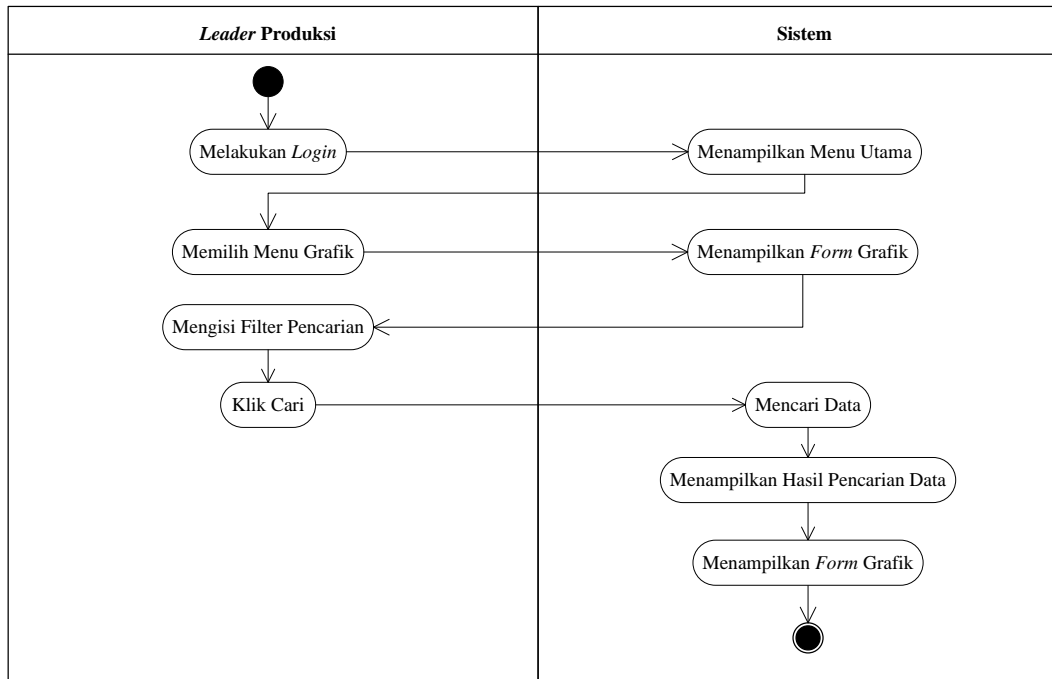 Leader Produksi
Sistem
Melakukan Login
Menampilkan Menu Utama
Memilih Menu Grafik
Menampilkan Form Grafik
Mengisi Filter Pencarian
Klik Cari
Mencari Data
Menampilkan Hasil Pencarian Data
Menampilkan Form Grafik